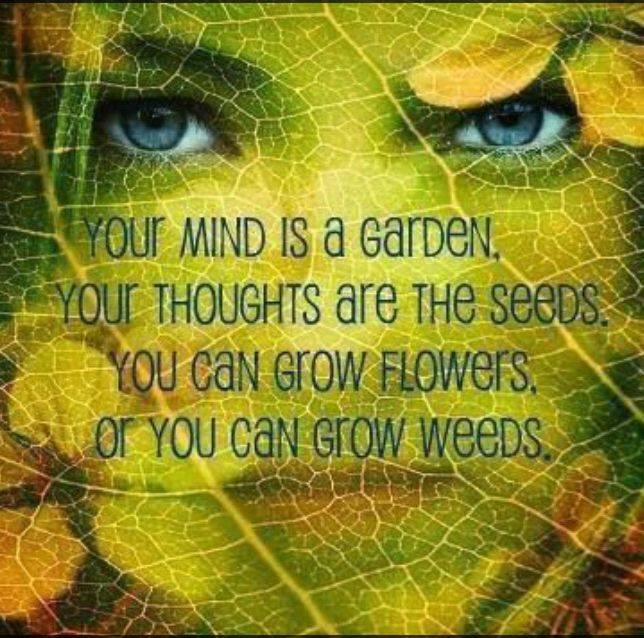 YOUr MIND IS a GarDEN,
YOUr THOUGHTS are THE SeeDS.
YOU CaN GrOW FLOWerS,
Or YOU CaN GrOW WeeDS.